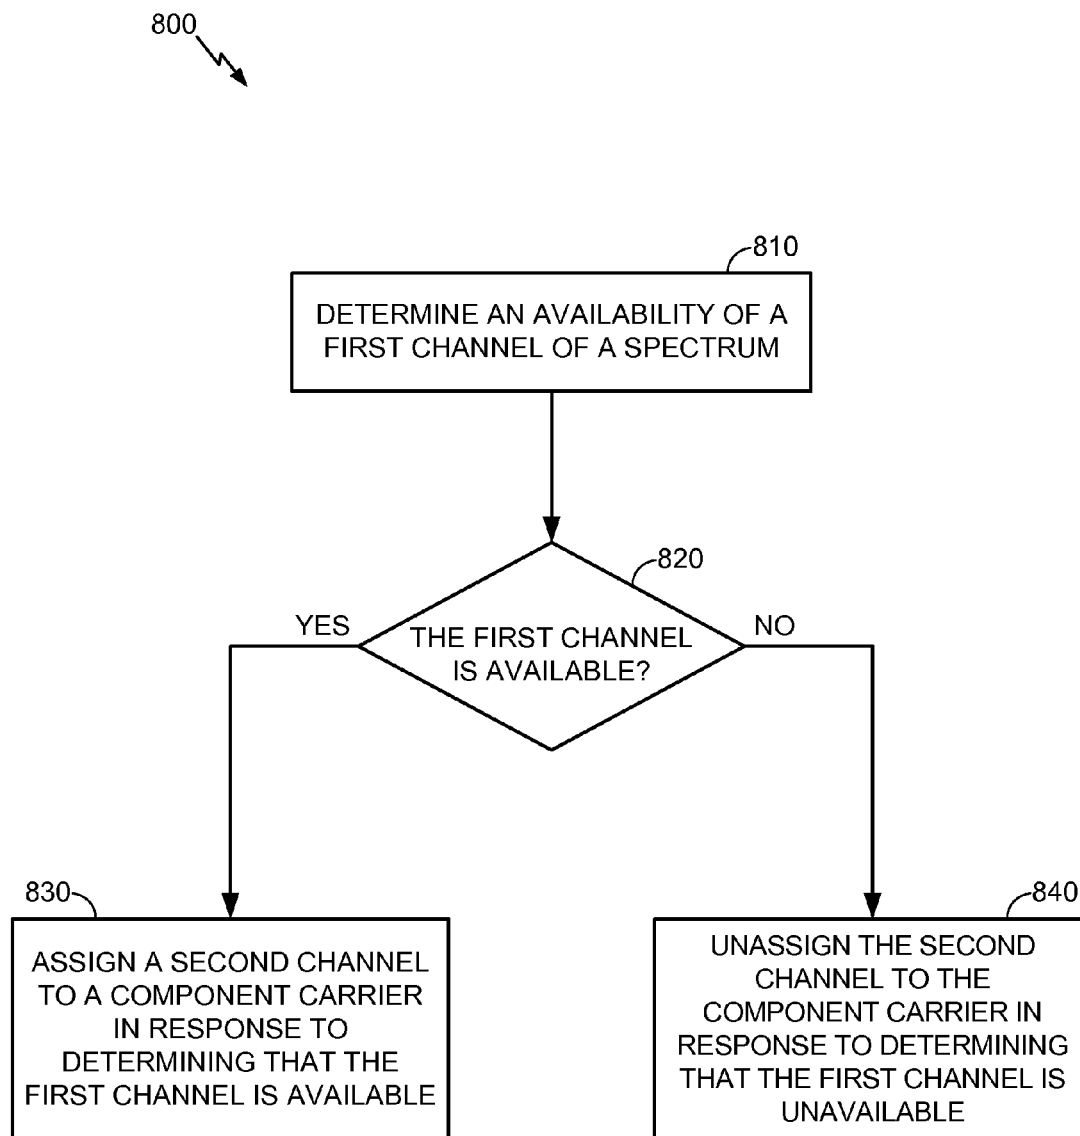 800
810
DETERMINE AN AVAILABILITY OF A
FIRST CHANNEL OF A SPECTRUM
820
YES
THE FIRST CHANNEL
IS AVAILABLE?
NO
830
ASSIGN A SECOND CHANNEL
TO A COMPONENT CARRIER
IN RESPONSE TO
DETERMINING THAT THE
FIRST CHANNEL IS AVAILABLE
840
UNASSIGN THE SECOND
CHANNEL TO THE
COMPONENT CARRIER IN
RESPONSE TO DETERMINING
THAT THE FIRST CHANNEL IS
UNAVAILABLE